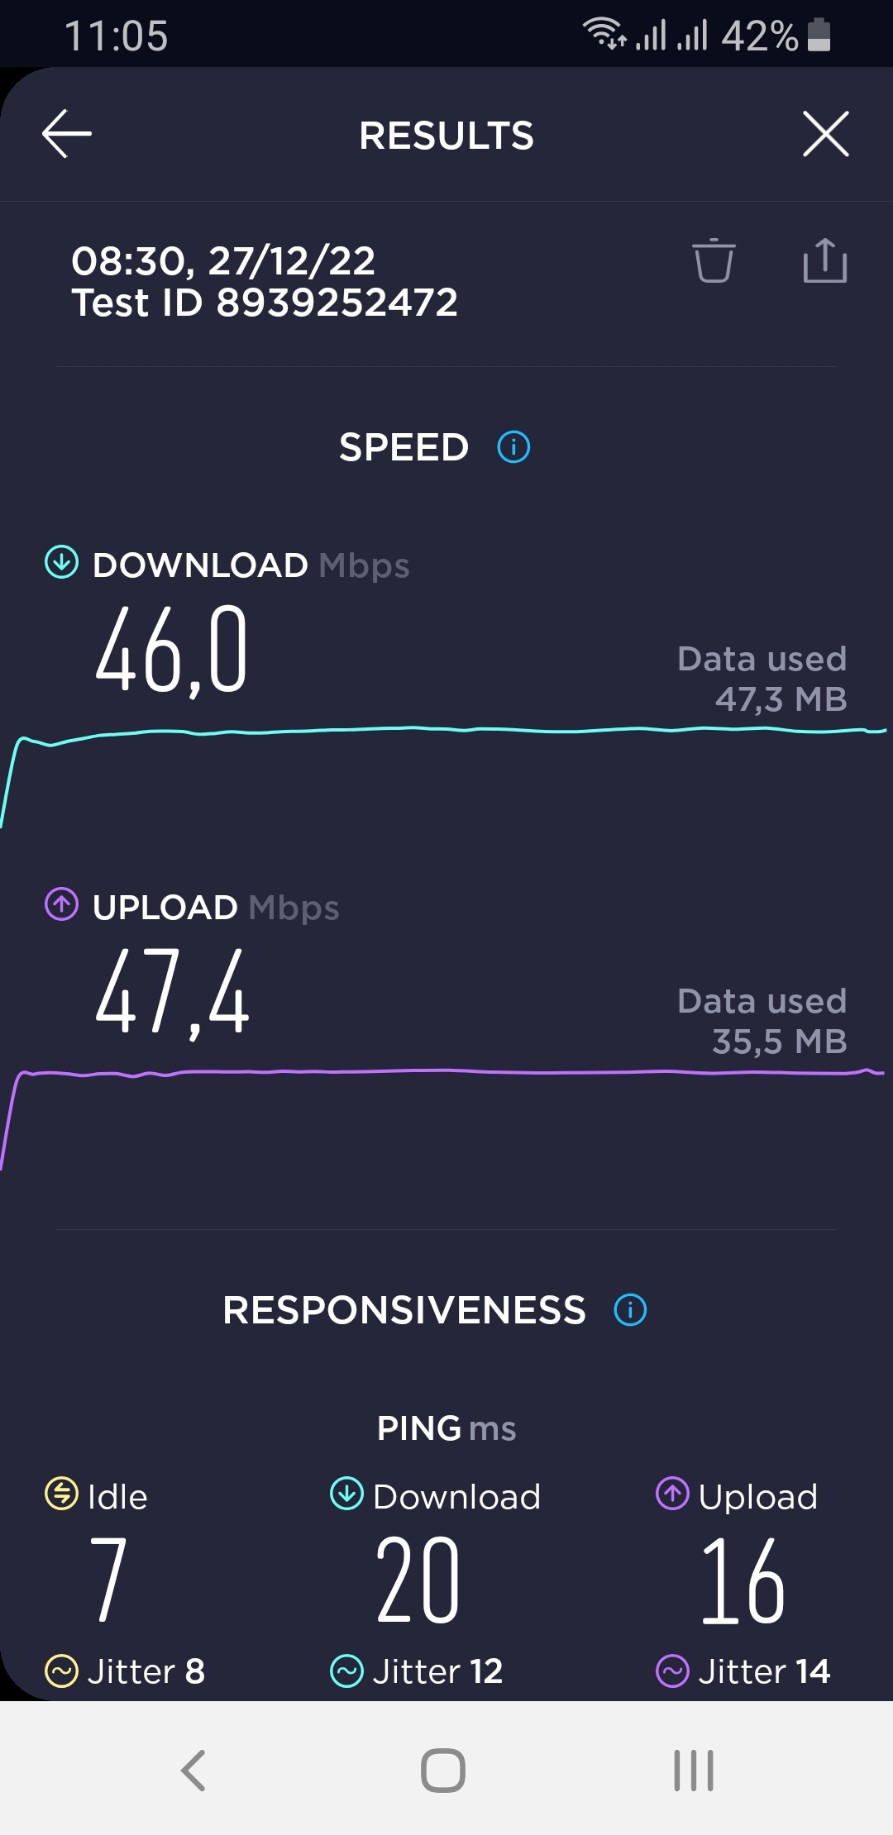 11:05 42%
RESULTS
08:30, 27/12/22
Test ID 8939252472
SPEED
DOWNLOAD Mbps
46,0
Data used
47,3 MB
UPLOAD Mbps
47,4
Data used
35,5 MB
RESPONSIVENESS
PING ms
Idle Download Upload
7 20 16
Jitter 8 Jitter 12 Jitter 14